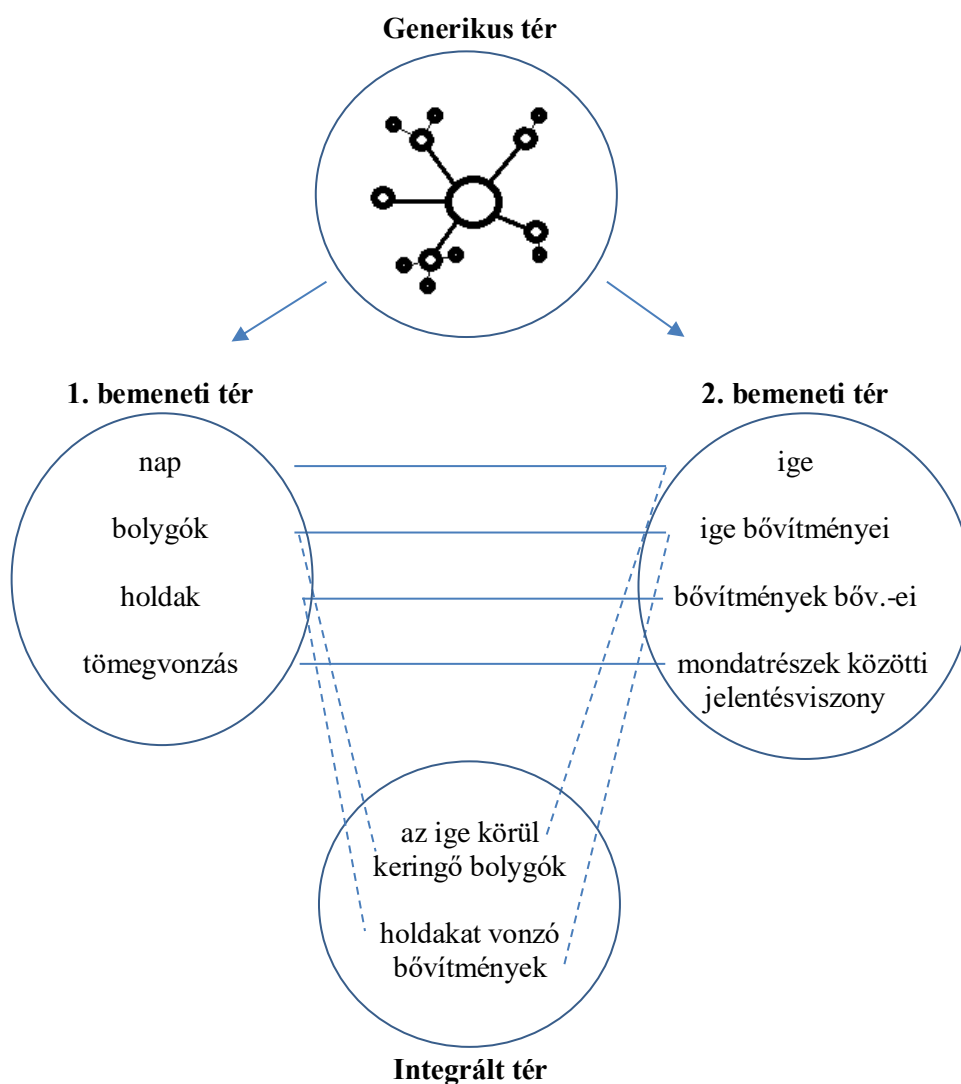 Generikus tér
1. bemeneti tér
nap
bolygók
holdak
tömegvonzás
2. bemeneti tér
ige
ige bővítményei
bővítmények bőv.-ei
mondatrészek közötti
jelentésviszony
az ige körül
keringő bolygók
holdakat vonzó
bővítmények
Integrált tér